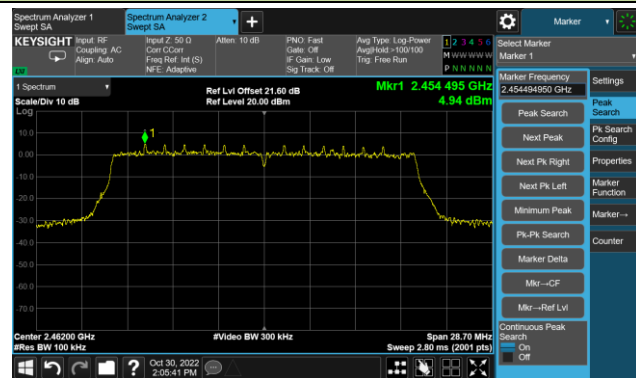 Spectrum Analyzer 1
Swept SA
Spectrum Analyzer 2
Swept SA
+
Marker
KEYSIGHT
Input: RF
Coupling: AC
Align: Auto
Input Z: 50 Ω
Corr CCorr
Freq Ref: Int (S)
NFE: Adaptive
Atten: 10 dB
PNO: Fast
Gate: Off
IF Gain: Low
Sig Track: Off
Avg Type: Log-Power
Avg|Hold:>100/100
Trig: Free Run
1 2 3 4 5 6
M W W W W W
P N N N N N
LW
Select Marker
Marker 1
1 Spectrum
Scale/Div 10 dB
Ref Lvl Offset 21.60 dB
Ref Level 20.00 dBm
Mkr1 2.454 495 GHz
4.94 dBm
Log
10.0
0.00
-10.0
-20.0
-30.0
-40.0
-50.0
-60.0
-70.0
1
Center 2.46200 GHz
#Res BW 100 kHz
#Video BW 300 kHz
Span 28.70 MHz
Sweep 2.80 ms (2001 pts)
Marker Frequency
2.454494950 GHz
Peak Search
Next Peak
Next Pk Right
Next Pk Left
Minimum Peak
Pk-Pk Search
Marker Delta
Mkr→CF
Mkr→Ref Lvl
Continuous Peak
Search
On
Off
Settings
Peak
Search
Pk Search
Config
Properties
Marker
Function
Marker→
Counter
?
Oct 30, 2022
2:05:41 PM